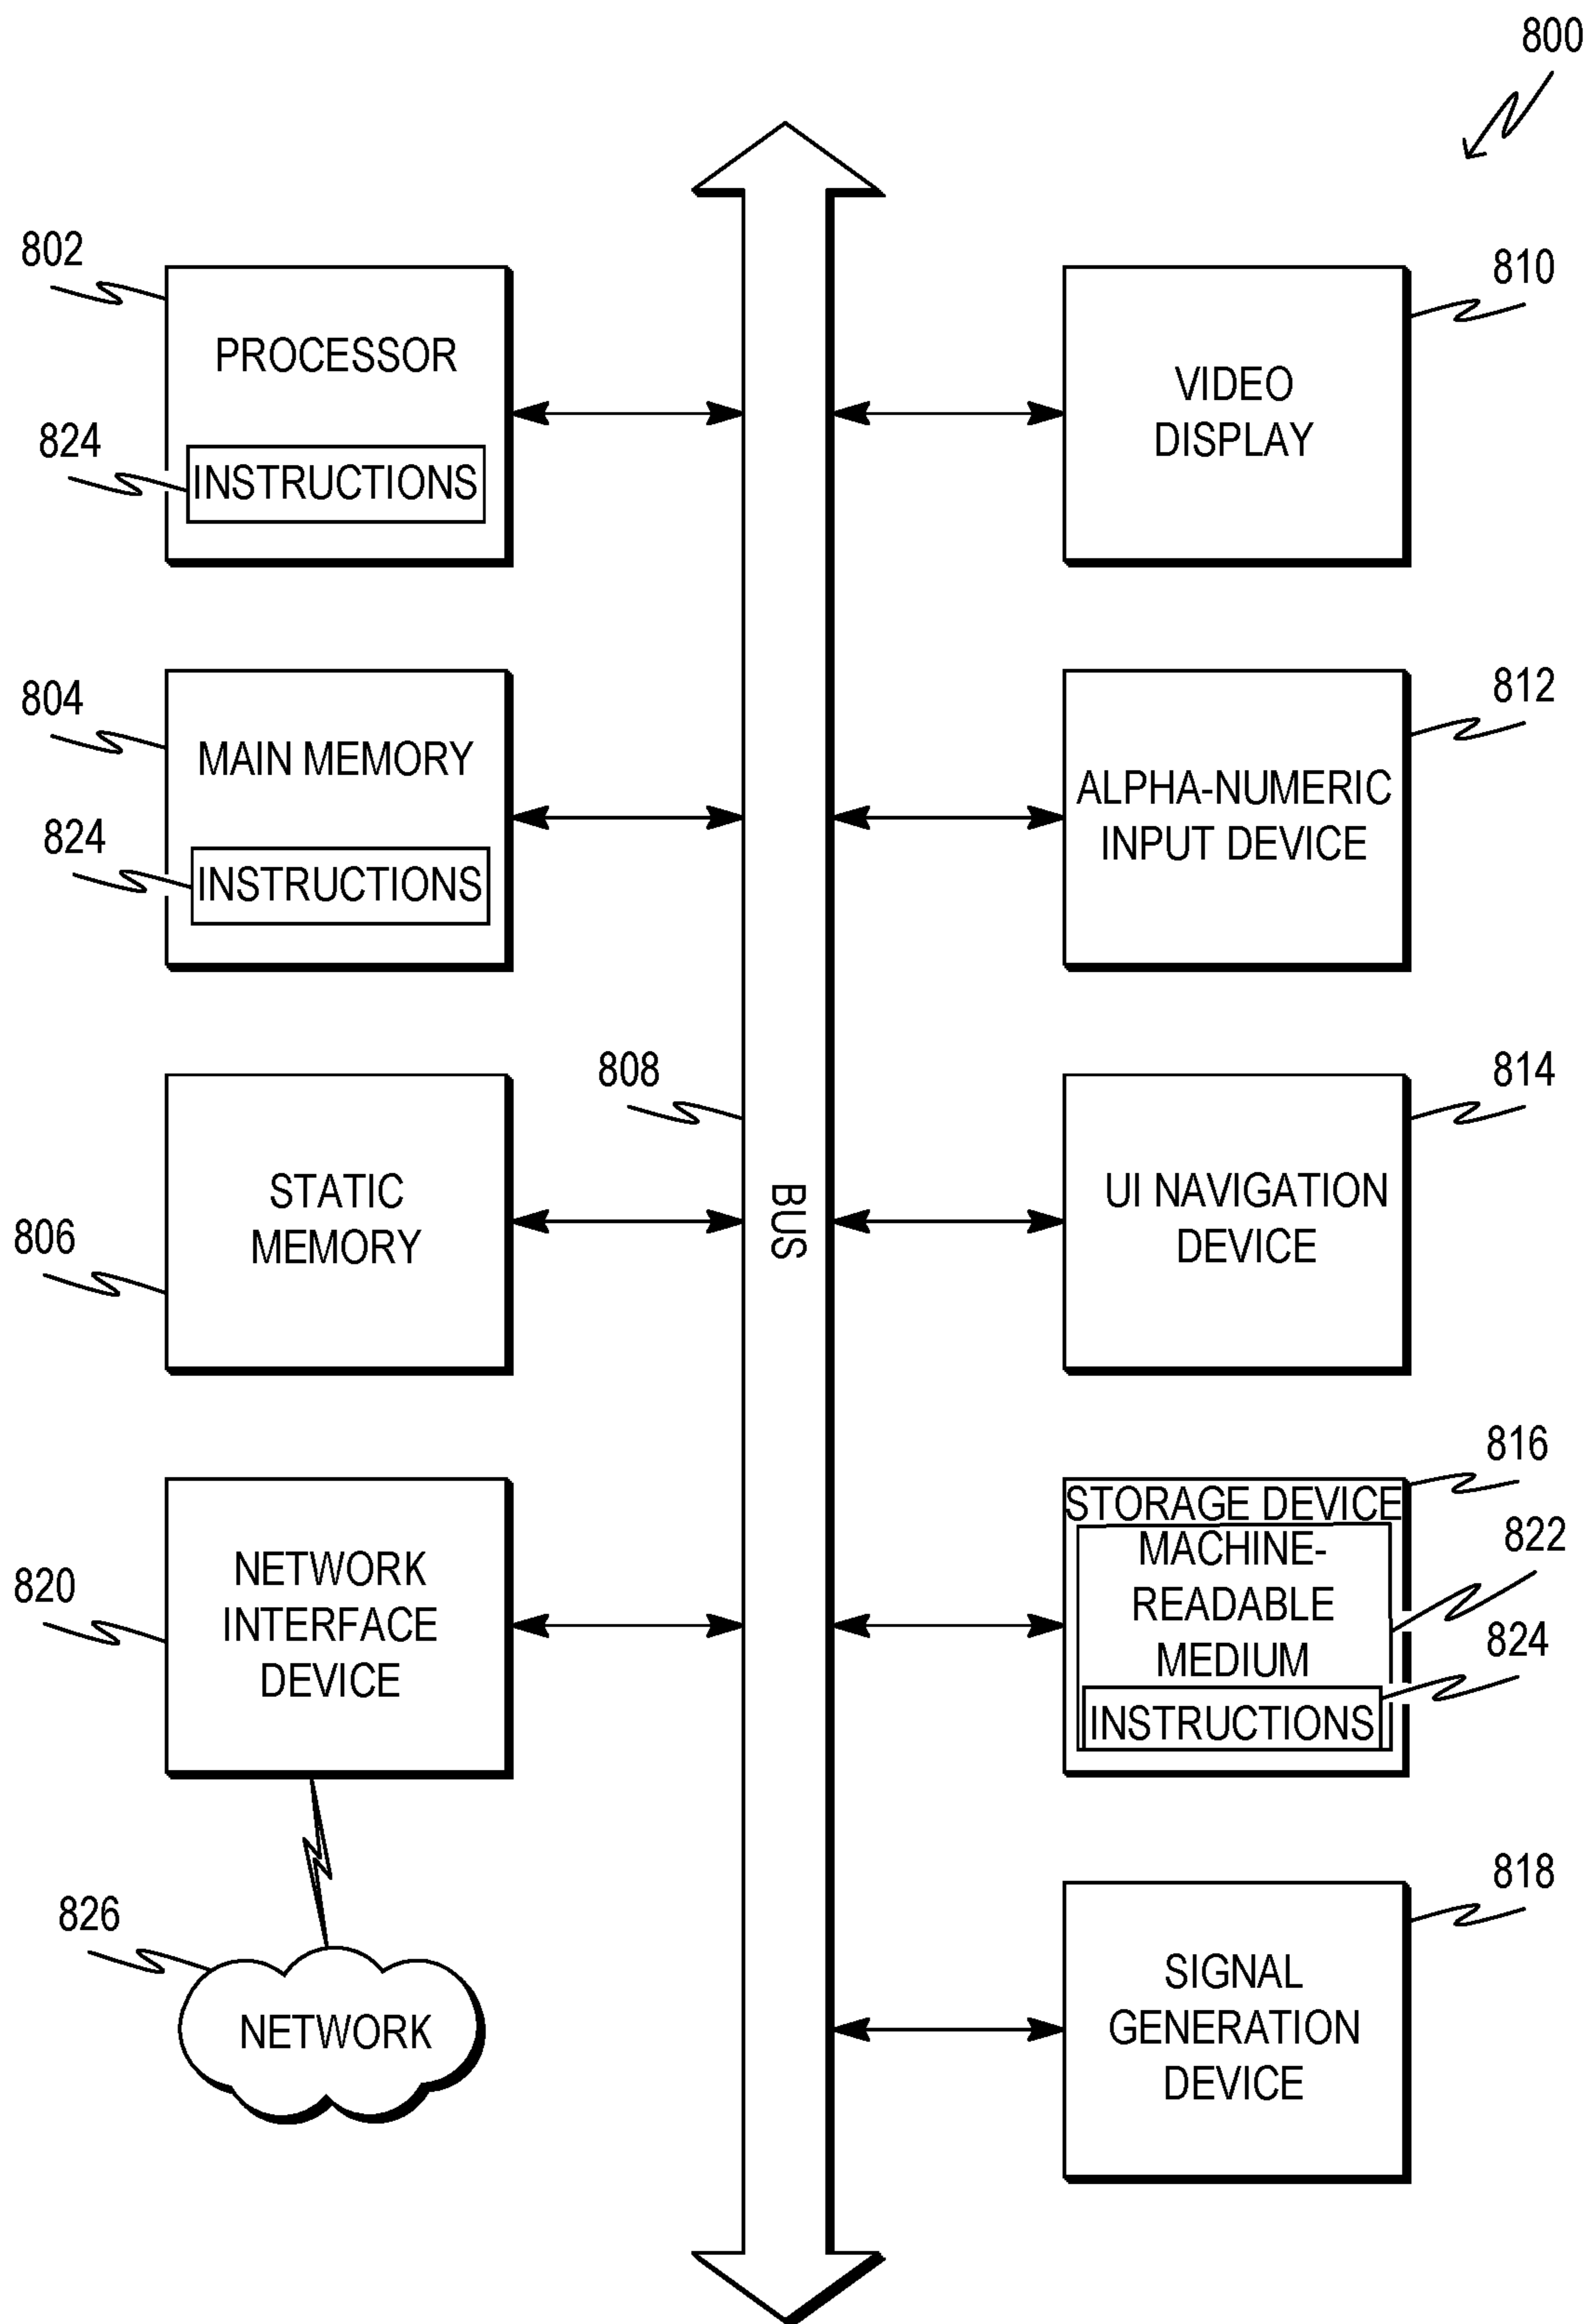 800
802
PROCESSOR
824
INSTRUCTIONS
804
MAIN MEMORY
824
INSTRUCTIONS
806
STATIC
MEMORY
820
NETWORK
INTERFACE
DEVICE
826
NETWORK
808
BUS
810
VIDEO
DISPLAY
812
ALPHA-NUMERIC
INPUT DEVICE
814
UI NAVIGATION
DEVICE
816
STORAGE DEVICE
822
MACHINE-
READABLE
MEDIUM
824
INSTRUCTIONS
818
SIGNAL
GENERATION
DEVICE